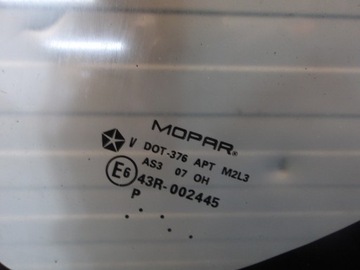 MOPAR®
V DOT-376 APT M2L3
AS3 07 OH
E6 43R-002445
P